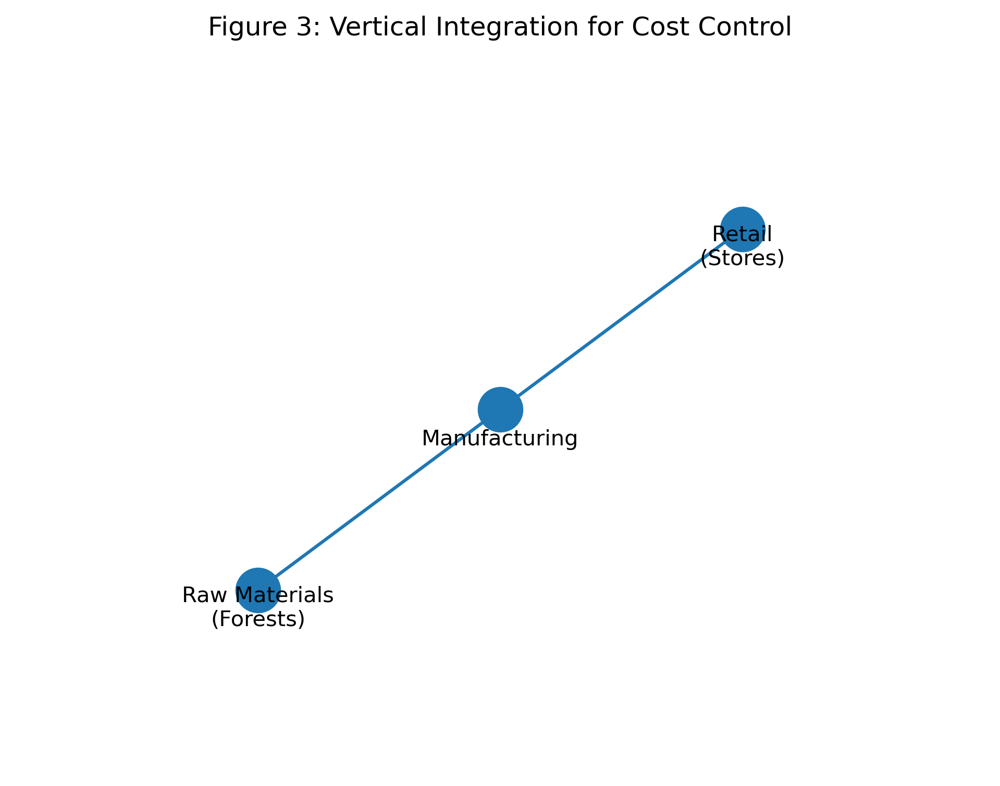 Figure 3: Vertical Integration for Cost Control
Retail
(Stores)
Manufacturing
Raw Materials
(Forests)